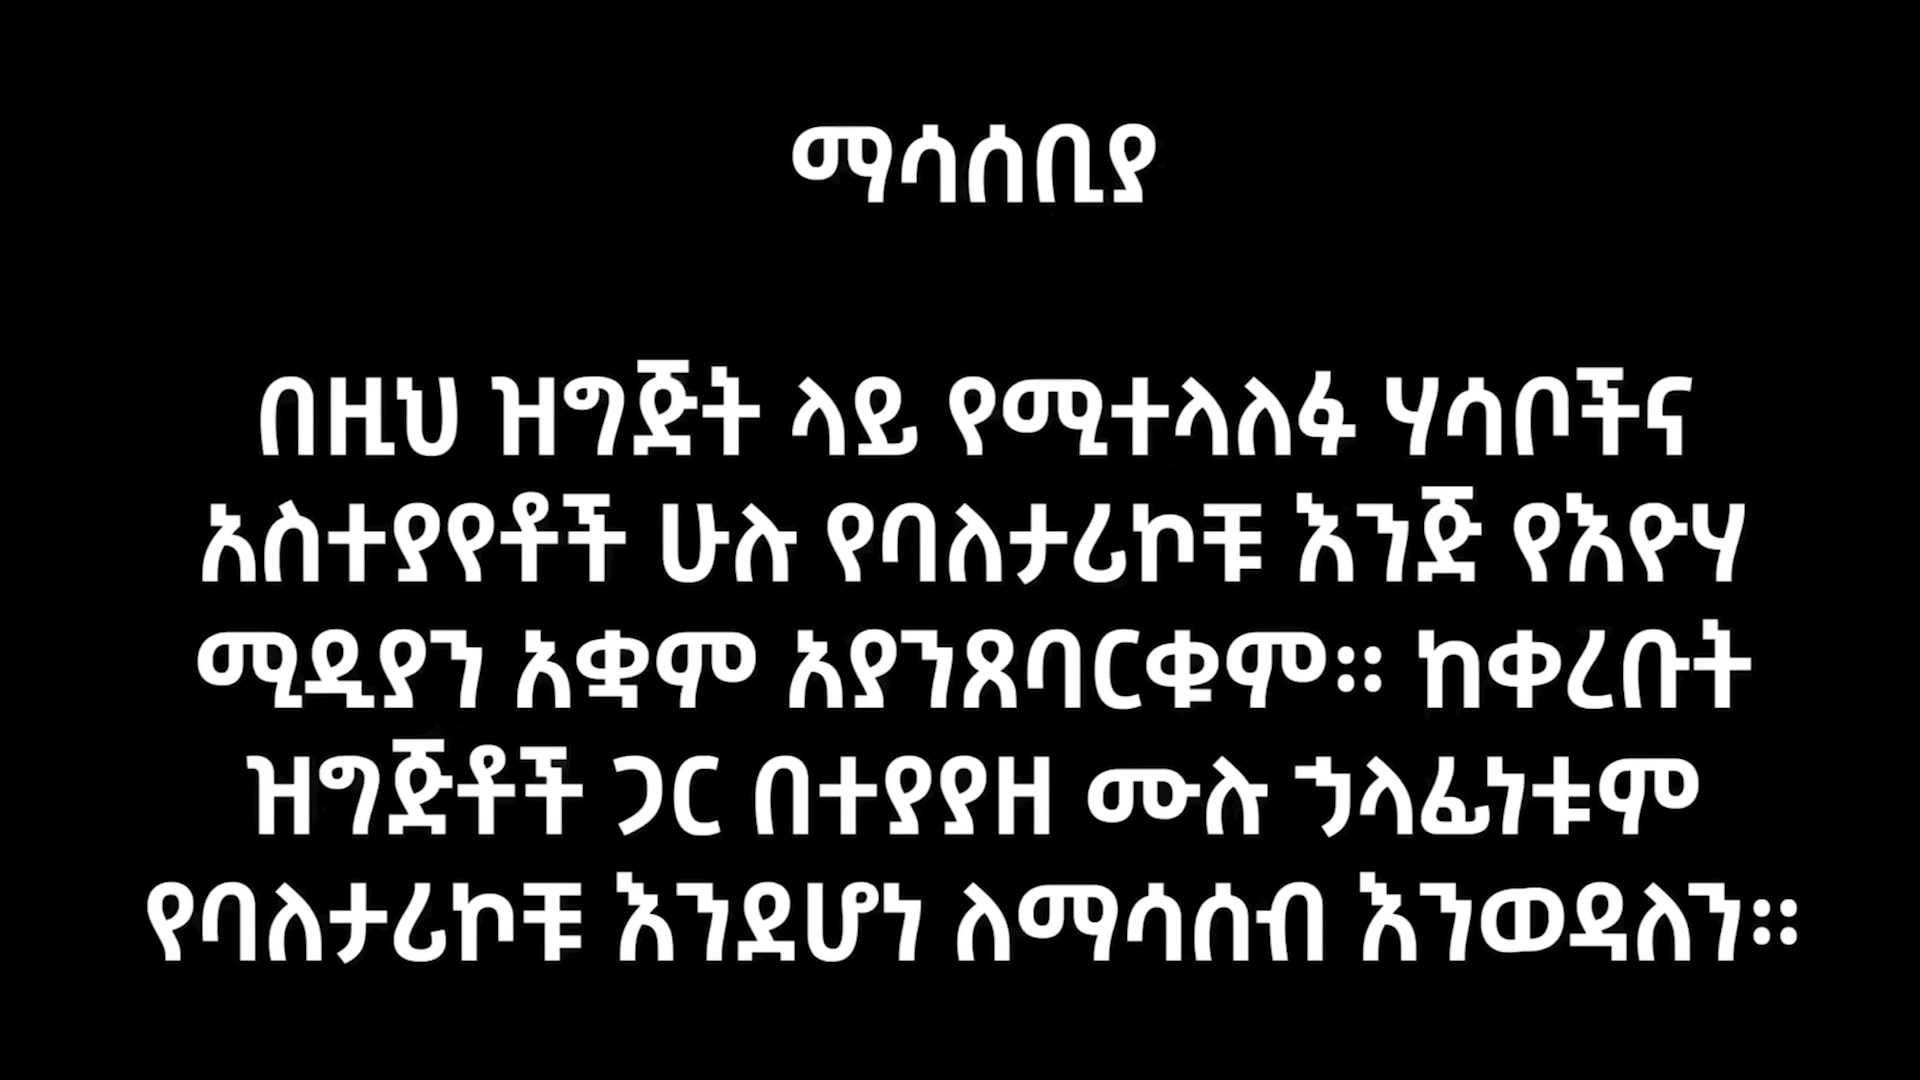 ማሳሰቢያ
በዚህ ዝግጅት ላይ የሚተላለፉ ሃሳቦችና
አስተያየቶች ሁሉ የባለታሪኮቹ እንጅ የእዮሃ
ሚዲያን አቋም አያንጸባርቁም። ከቀረቡት
ዝግጅቶች ጋር በተያያዘ ሙሉ ኃላፊነቱም
የባለታሪኮቹ እንደሆነ ለማሳሰብ እንወዳለን።